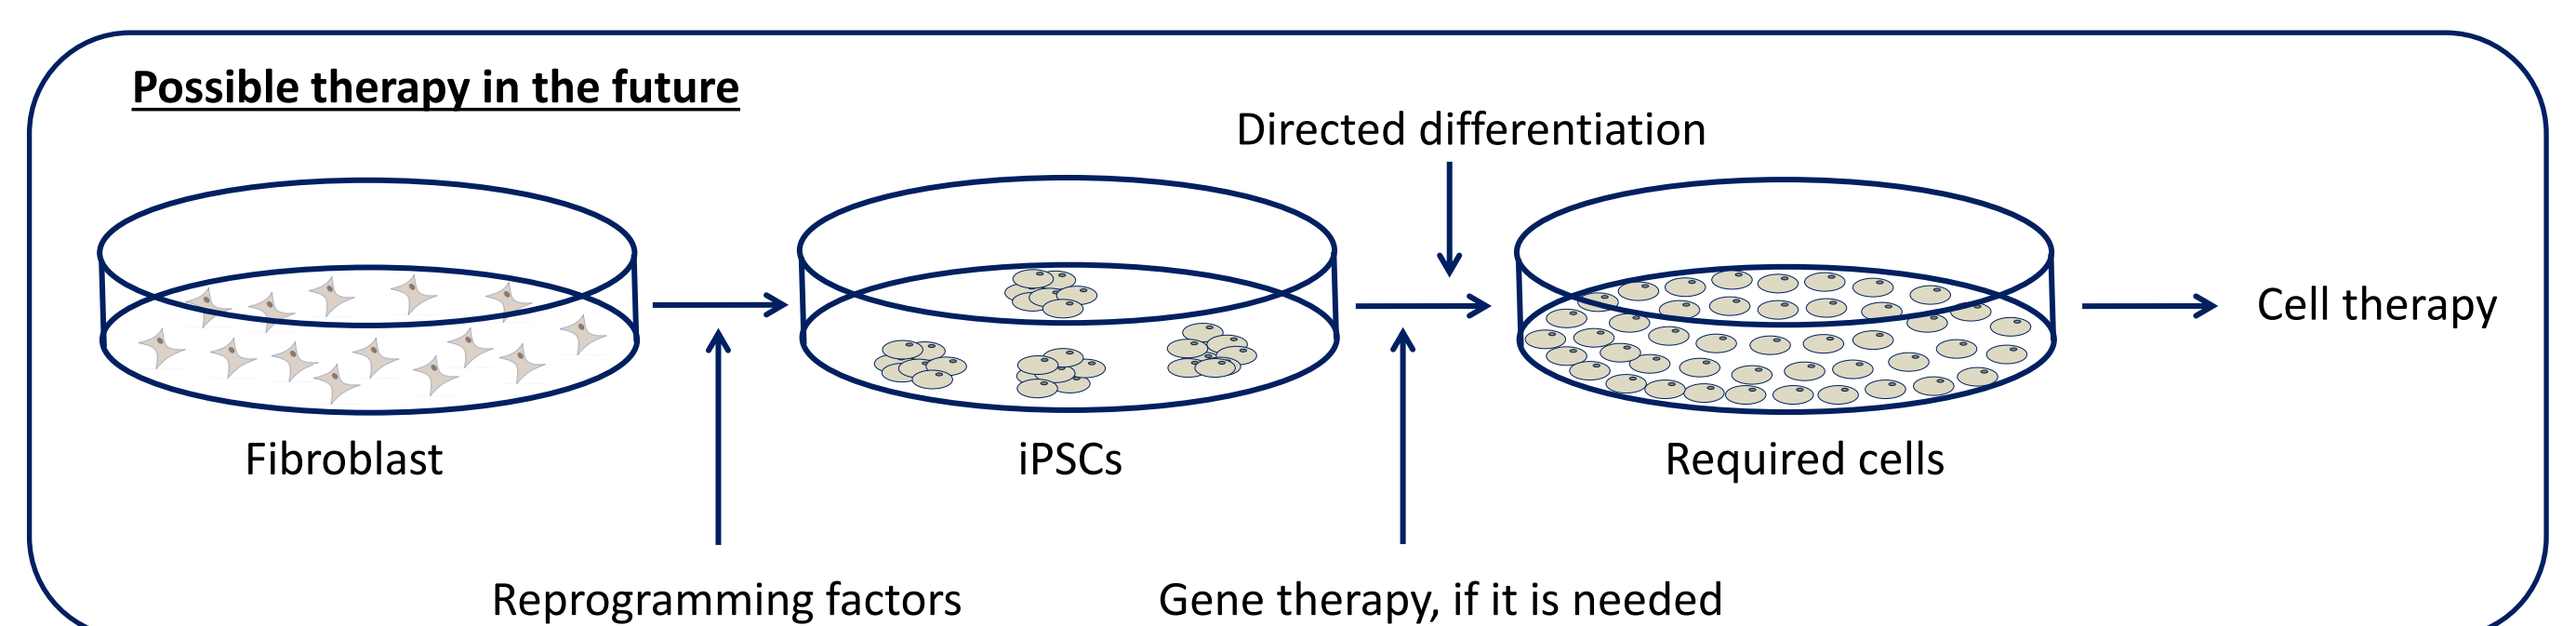 Possible therapy in the future
Directed differentiation
Cell therapy
Fibroblast
iPSCs
Required cells
Reprogramming factors
Gene therapy, if it is needed